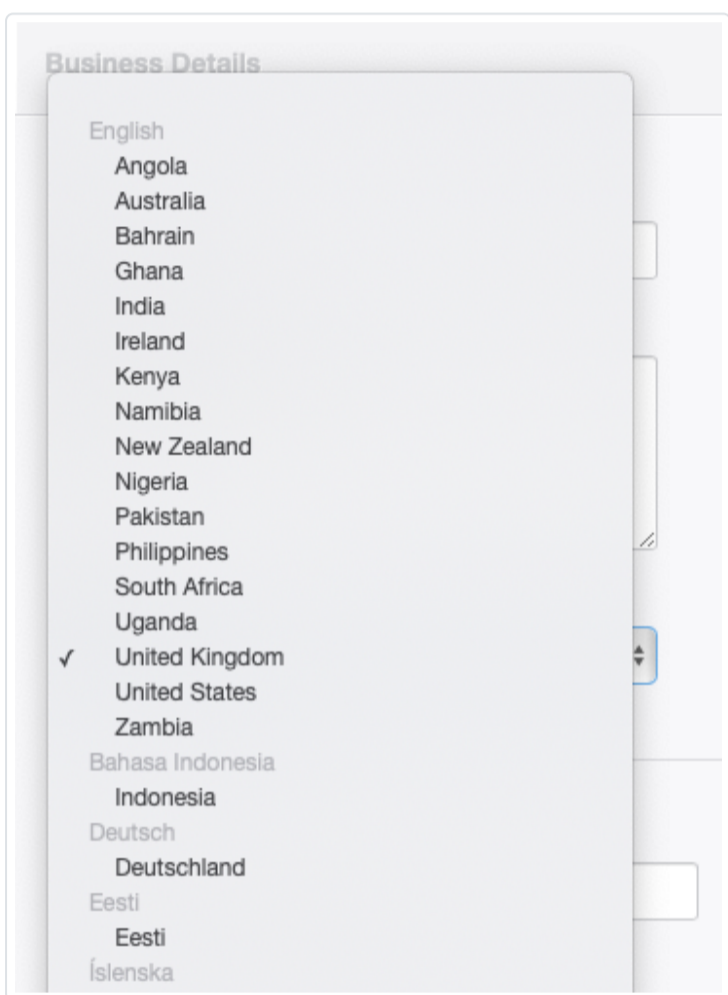 Business Details
English
Angola
Australia
Bahrain
Ghana
India
Ireland
Kenya
Namibia
New Zealand
Nigeria
Pakistan
Philippines
South Africa
Uganda
✓ United Kingdom
United States
Zambia
Bahasa Indonesia
Indonesia
Deutsch
Deutschland
Eesti
Eesti
Íslenska